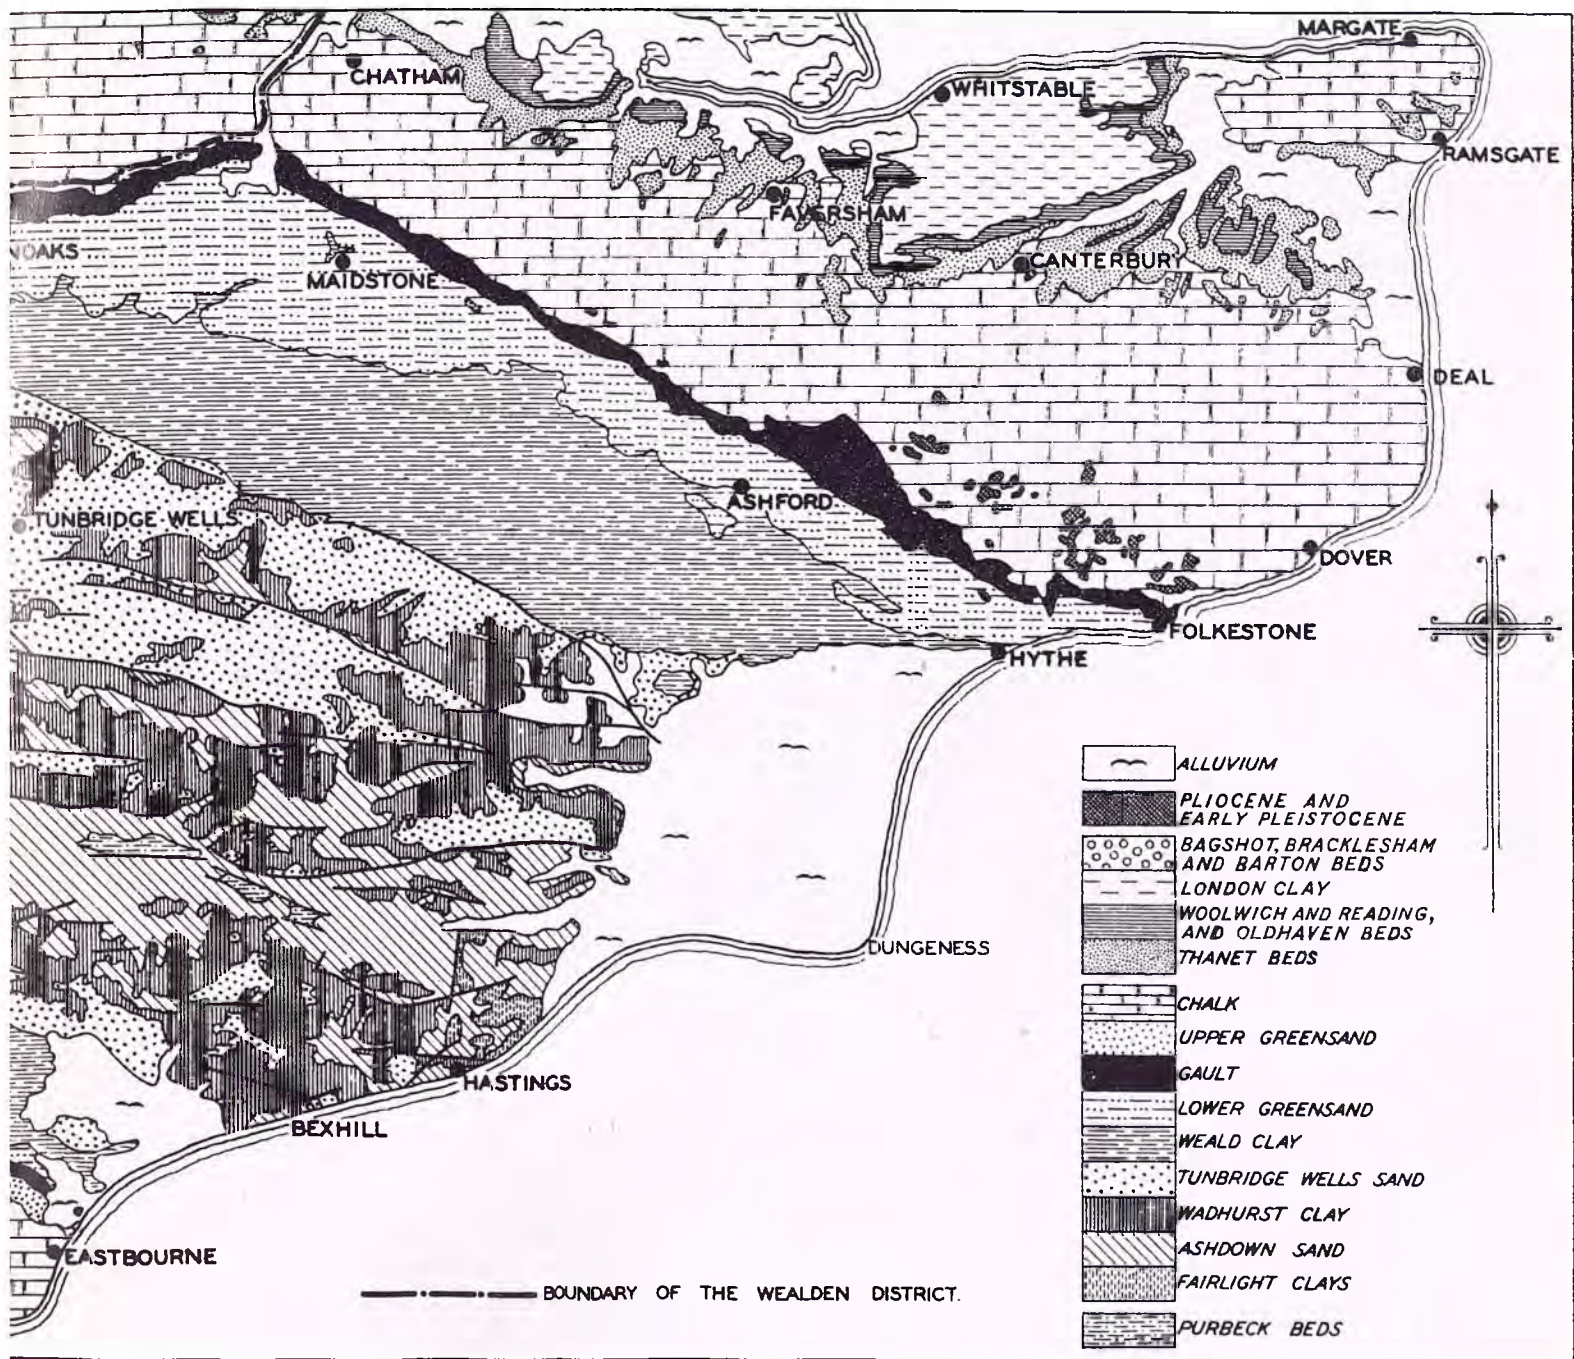 MARGATE
CHATHAM
WHITSTABLE
RAMSGATE
FAVERSHAM
NOAKS
CANTERBURY
MAIDSTONE
DEAL
ASHFORD
TUNBRIDGE WELLS
DOVER
FOLKESTONE
HYTHE
DUNGENESS
HASTINGS
BEXHILL
EASTBOURNE
ALLUVIUM
PLIOCENE AND
EARLY PLEISTOCENE
BAGSHOT, BRACKLESHAM
AND BARTON BEDS
LONDON CLAY
WOOLWICH AND READING,
AND OLDHAVEN BEDS
THANET BEDS
CHALK
UPPER GREENSAND
GAULT
LOWER GREENSAND
WEALD CLAY
TUNBRIDGE WELLS SAND
WADHURST CLAY
ASHDOWN SAND
FAIRLIGHT CLAYS
PURBECK BEDS
BOUNDARY OF THE WEALDEN DISTRICT.